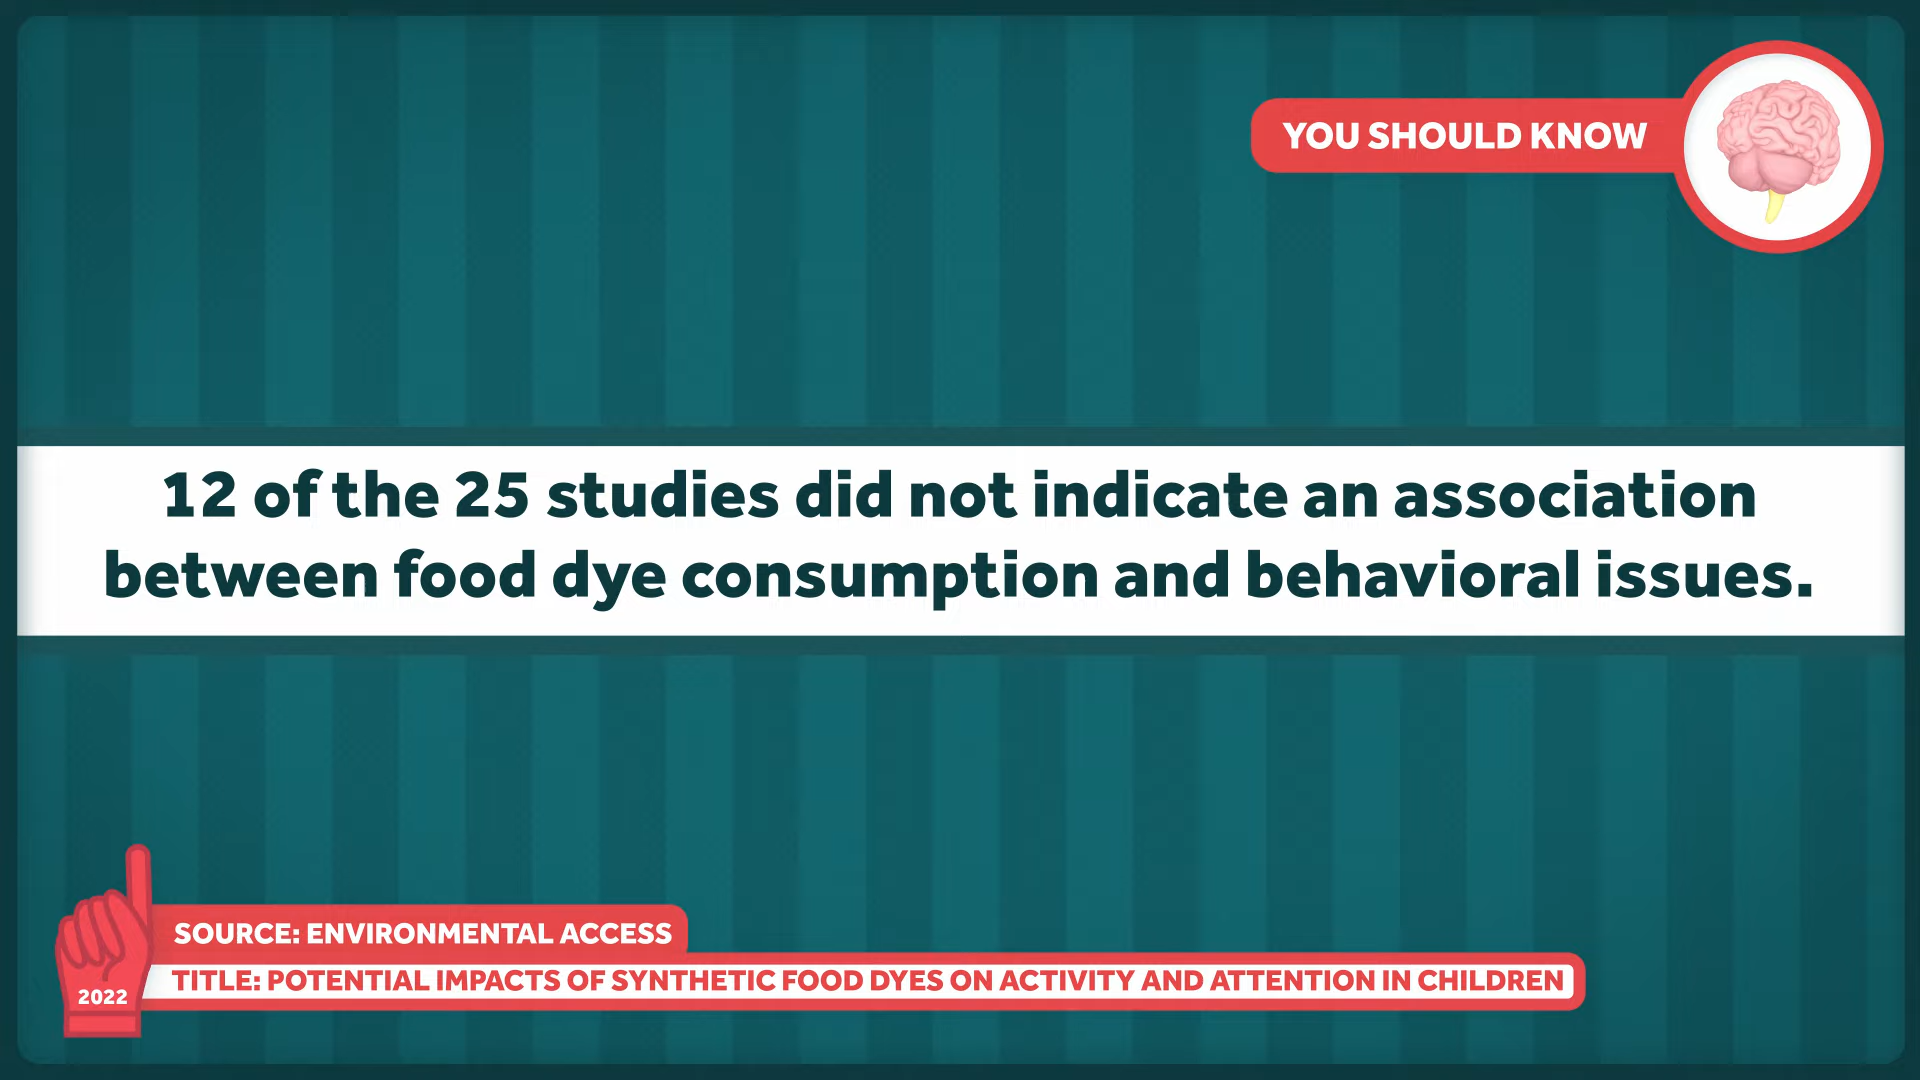 YOU SHOULD KNOW
12 of the 25 studies did not indicate an association
between food dye consumption and behavioral issues.
SOURCE: ENVIRONMENTAL ACCESS
TITLE: POTENTIAL IMPACTS OF SYNTHETIC FOOD DYES ON ACTIVITY AND ATTENTION IN CHILDREN
2022